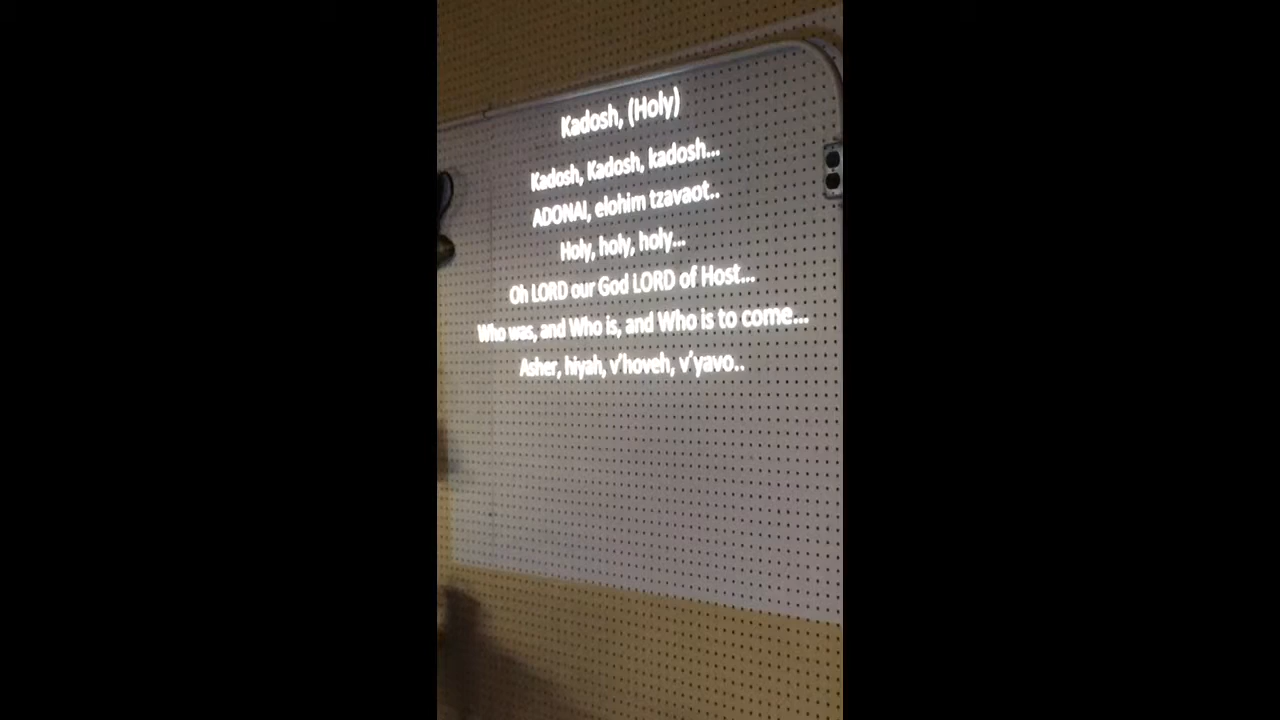 Kadosh, (Holy)
Kadosh, Kadosh, kadosh...
ADONAI, elohim tzavaot..
Holy, holy, holy...
Oh LORD our God LORD of Host...
Who was, and Who is, and Who is to come...
Asher, hiyah, v'hoveh, v'yavo..